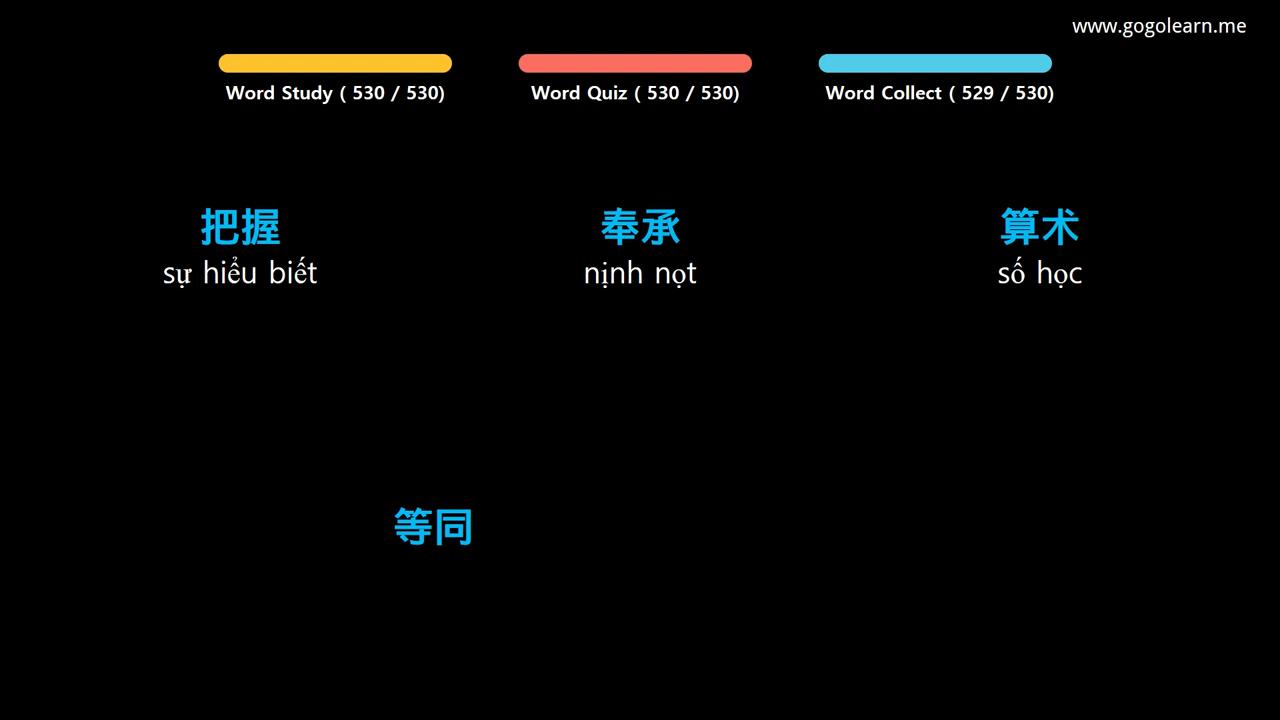 www.gogolearn.me
Word Study ( 530 / 530)
Word Quiz ( 530 / 530)
Word Collect ( 529 / 530)
把握
sự hiểu biết
奉承
nịnh nọt
算术
số học
等同